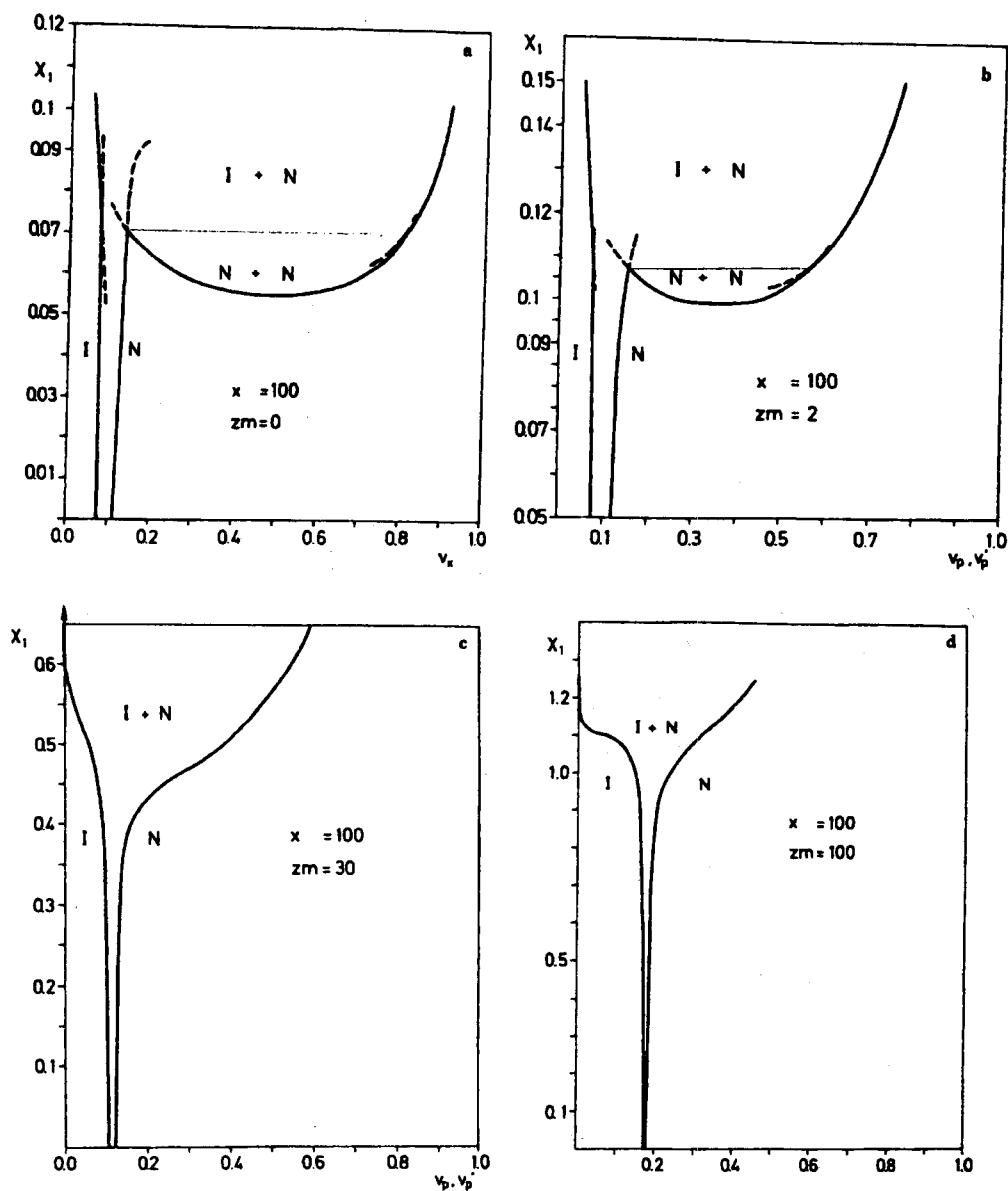 a
χ₁
0.12
0.1
0.09
0.07
0.05
0.03
0.01
I + N
N + N
I
N
x = 100
zm = 0
0.0
0.2
0.4
0.6
0.8
1.0
vₓ
b
χ₁
0.15
0.14
0.12
0.1
0.09
0.07
0.05
I + N
N + N
I
N
x = 100
zm = 2
0.1
0.3
0.5
0.7
1.0
vₚ, vₚ'
c
χ₁
0.6
0.5
0.4
0.3
0.2
0.1
I + N
I
N
x = 100
zm = 30
0.0
0.2
0.4
0.6
0.8
1.0
vₚ, vₚ'
d
χ₁
1.2
1.0
0.5
0.1
I + N
I
N
x = 100
zm = 100
0.2
0.4
0.6
0.8
1.0